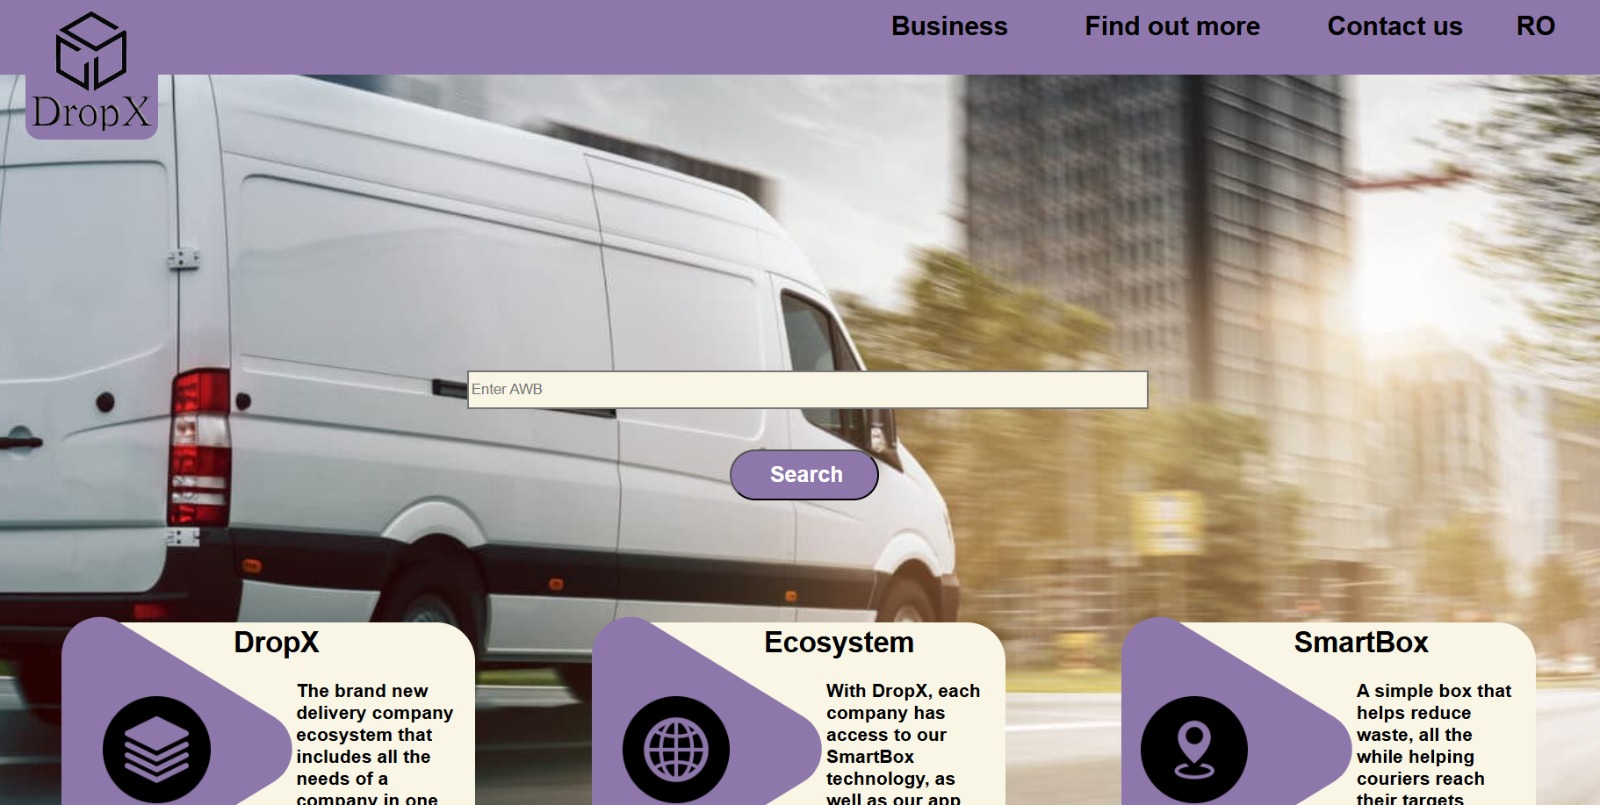 Business Find out more Contact us RO
DropX
Enter AWB
Search
DropX
The brand new
delivery company
ecosystem that
includes all the
needs of a
company in one
Ecosystem
With DropX, each
company has
access to our
SmartBox
technology, as
well as our app
SmartBox
A simple box that
helps reduce
waste, all the
while helping
couriers reach
their targets